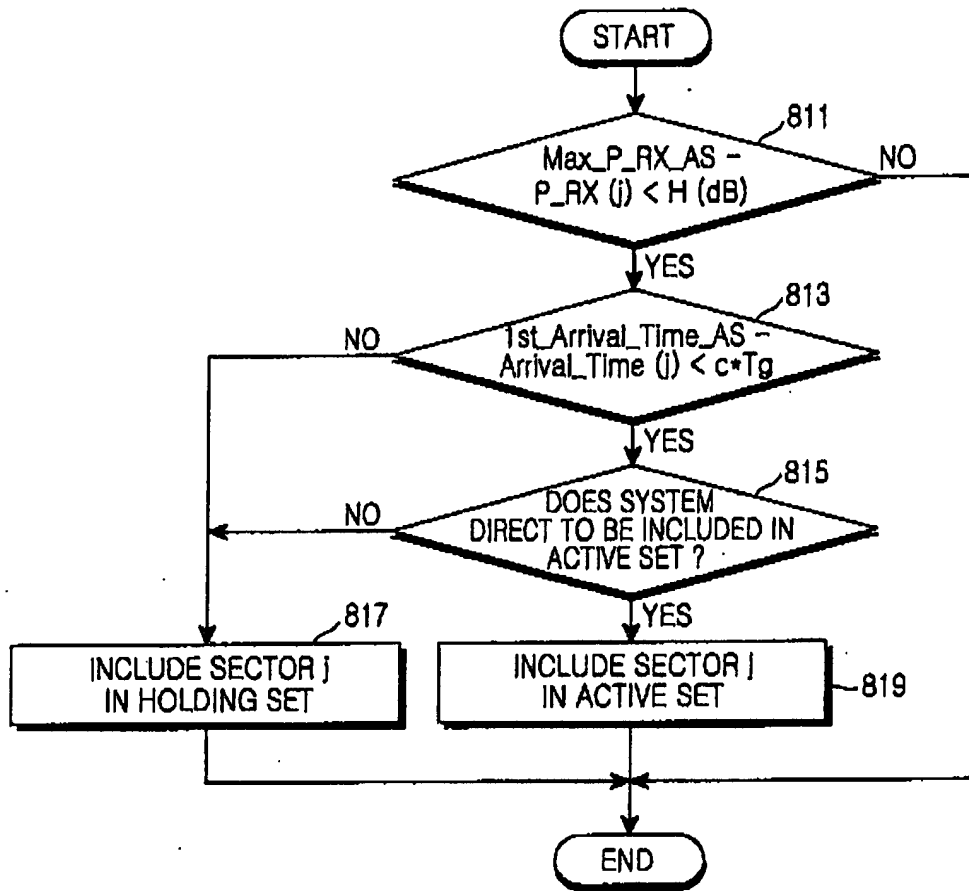 START
811
Max_P_RX_AS -
P_RX (j) < H (dB)
NO
YES
813
1st_Arrival_Time_AS -
Arrival_Time (j) < c*Tg
NO
YES
815
DOES SYSTEM
DIRECT TO BE INCLUDED IN
ACTIVE SET ?
NO
YES
817
INCLUDE SECTOR j
IN HOLDING SET
INCLUDE SECTOR j
IN ACTIVE SET
819
END